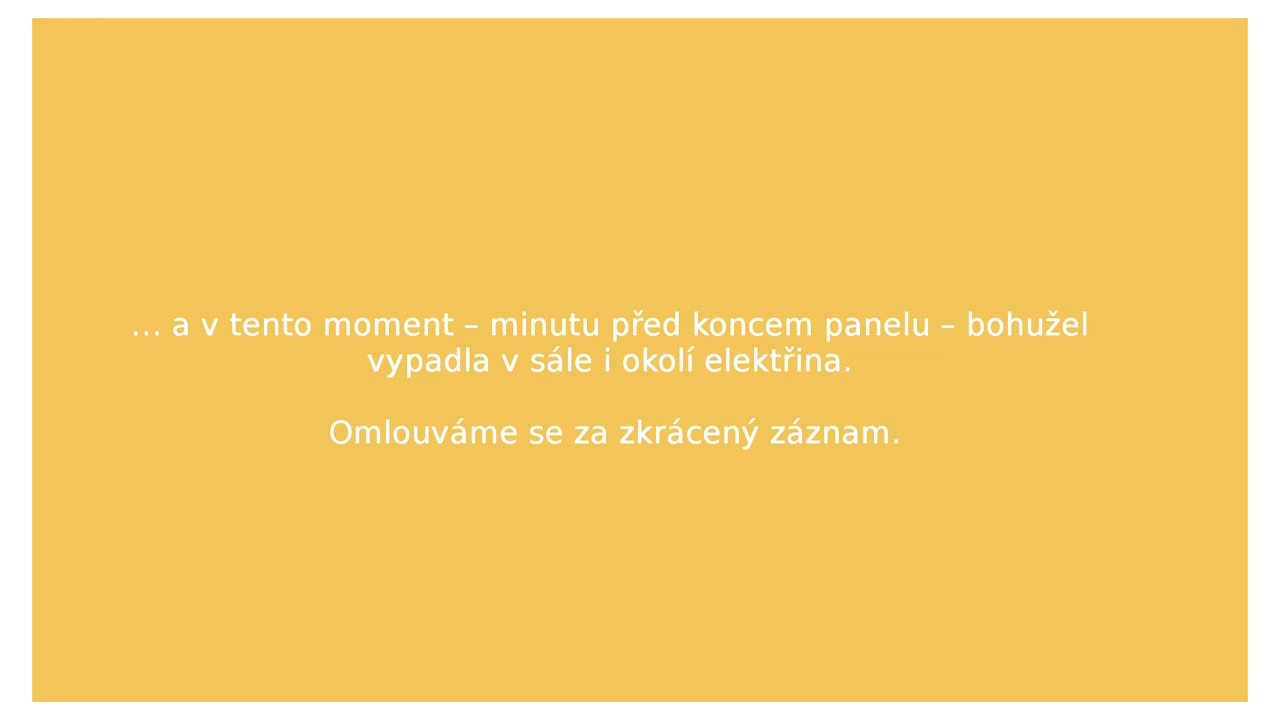 … a v tento moment – minutu před koncem panelu – bohužel
vypadla v sále i okolí elektřina.
Omlouváme se za zkrácený záznam.